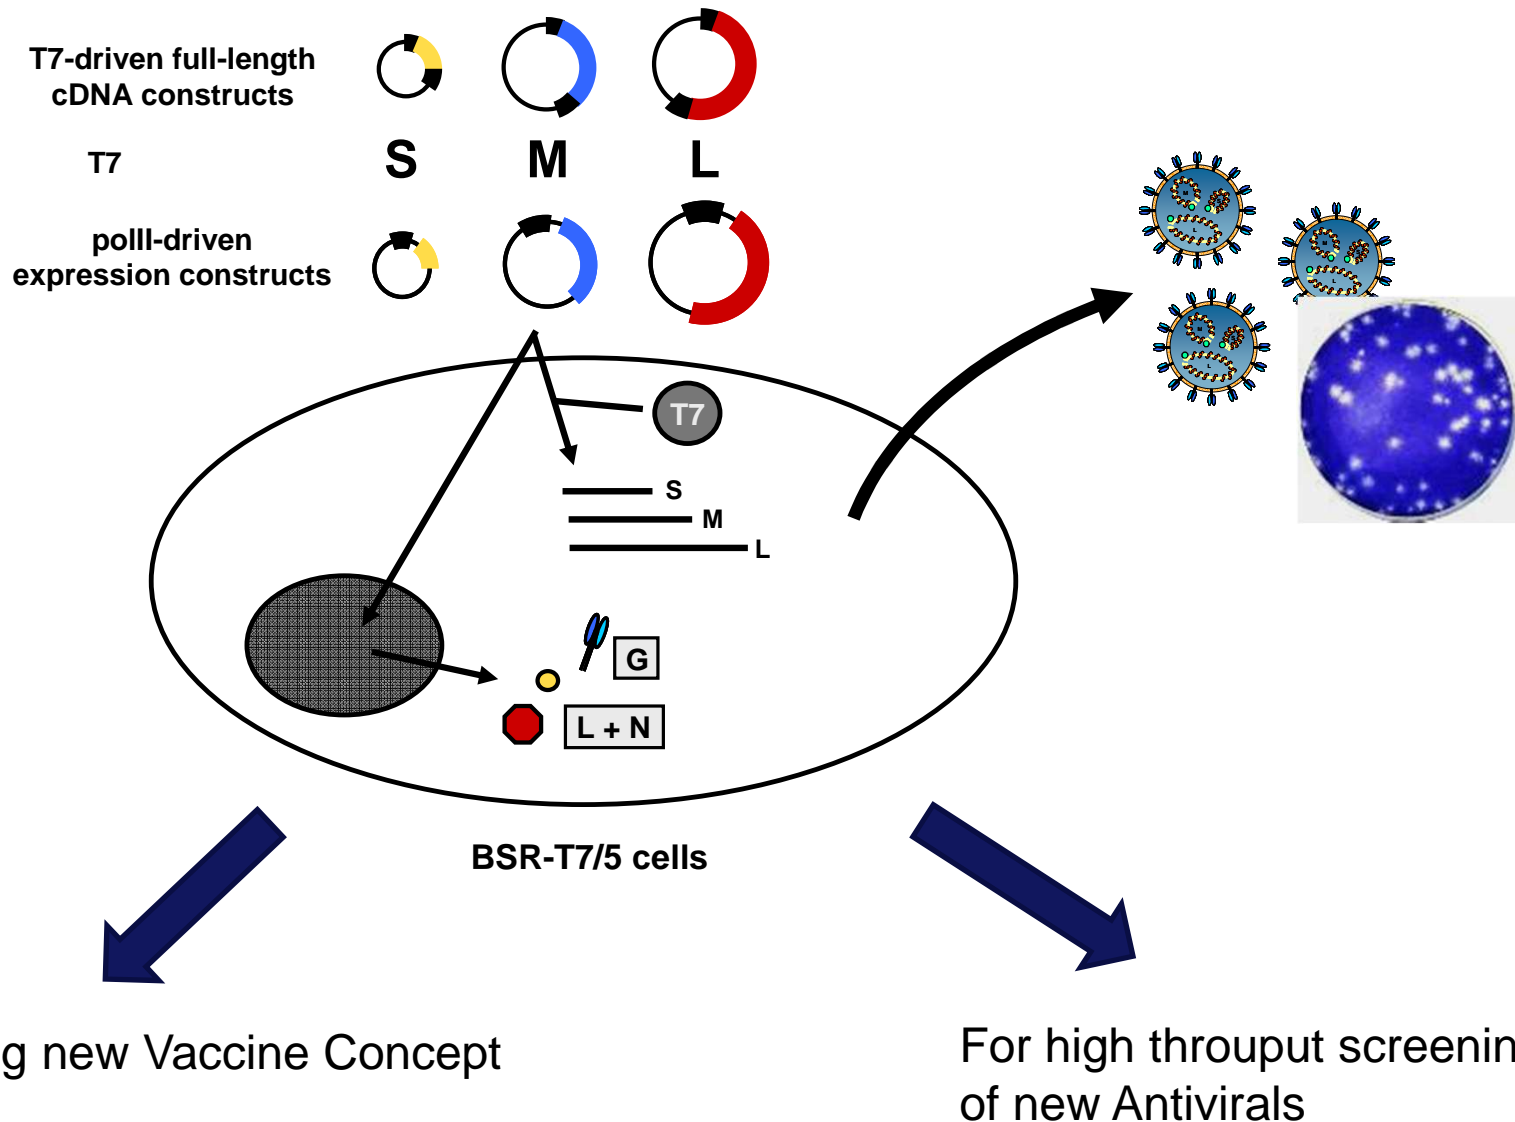 T7-driven full-length
cDNA constructs
T7
S M L
polII-driven
expression constructs
T7
S
M
L
G
L + N
BSR-T7/5 cells
g new Vaccine Concept
For high throuput screenin
of new Antivirals